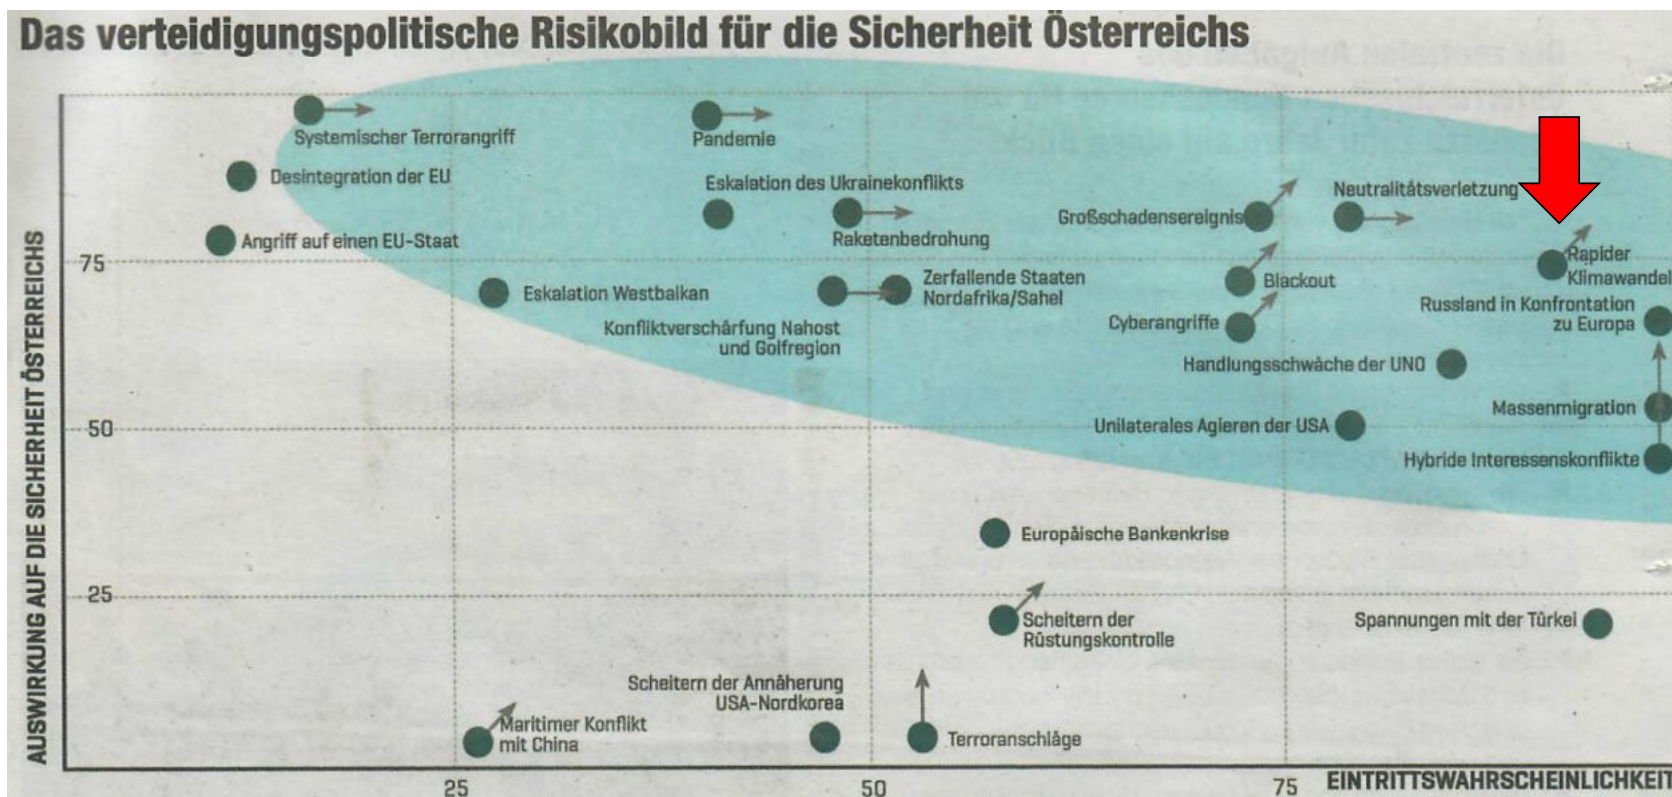 Das verteidigungspolitische Risikobild für die Sicherheit Österreichs
AUSWIRKUNG AUF DIE SICHERHEIT ÖSTERREICHS
Systemischer Terrorangriff
Pandemie
Desintegration der EU
Eskalation des Ukrainekonflikts
Neutralitätsverletzung
Großschadensereignis
Angriff auf einen EU-Staat
Raketenbedrohung
75
Rapider
Klimawandel
Eskalation Westbalkan
Zerfallende Staaten
Nordafrika/Sahel
Blackout
Konfliktverschärfung Nahost
und Golfregion
Cyberangriffe
Russland in Konfrontation
zu Europa
Handlungsschwäche der UNO
Massenmigration
50
Unilaterales Agieren der USA
Hybride Interessenskonflikte
Europäische Bankenkrise
25
Scheitern der
Rüstungskontrolle
Spannungen mit der Türkei
Scheitern der Annäherung
USA-Nordkorea
Maritimer Konflikt
mit China
Terroranschläge
25
50
75
EINTRITTSWAHRSCHEINLICHKEIT